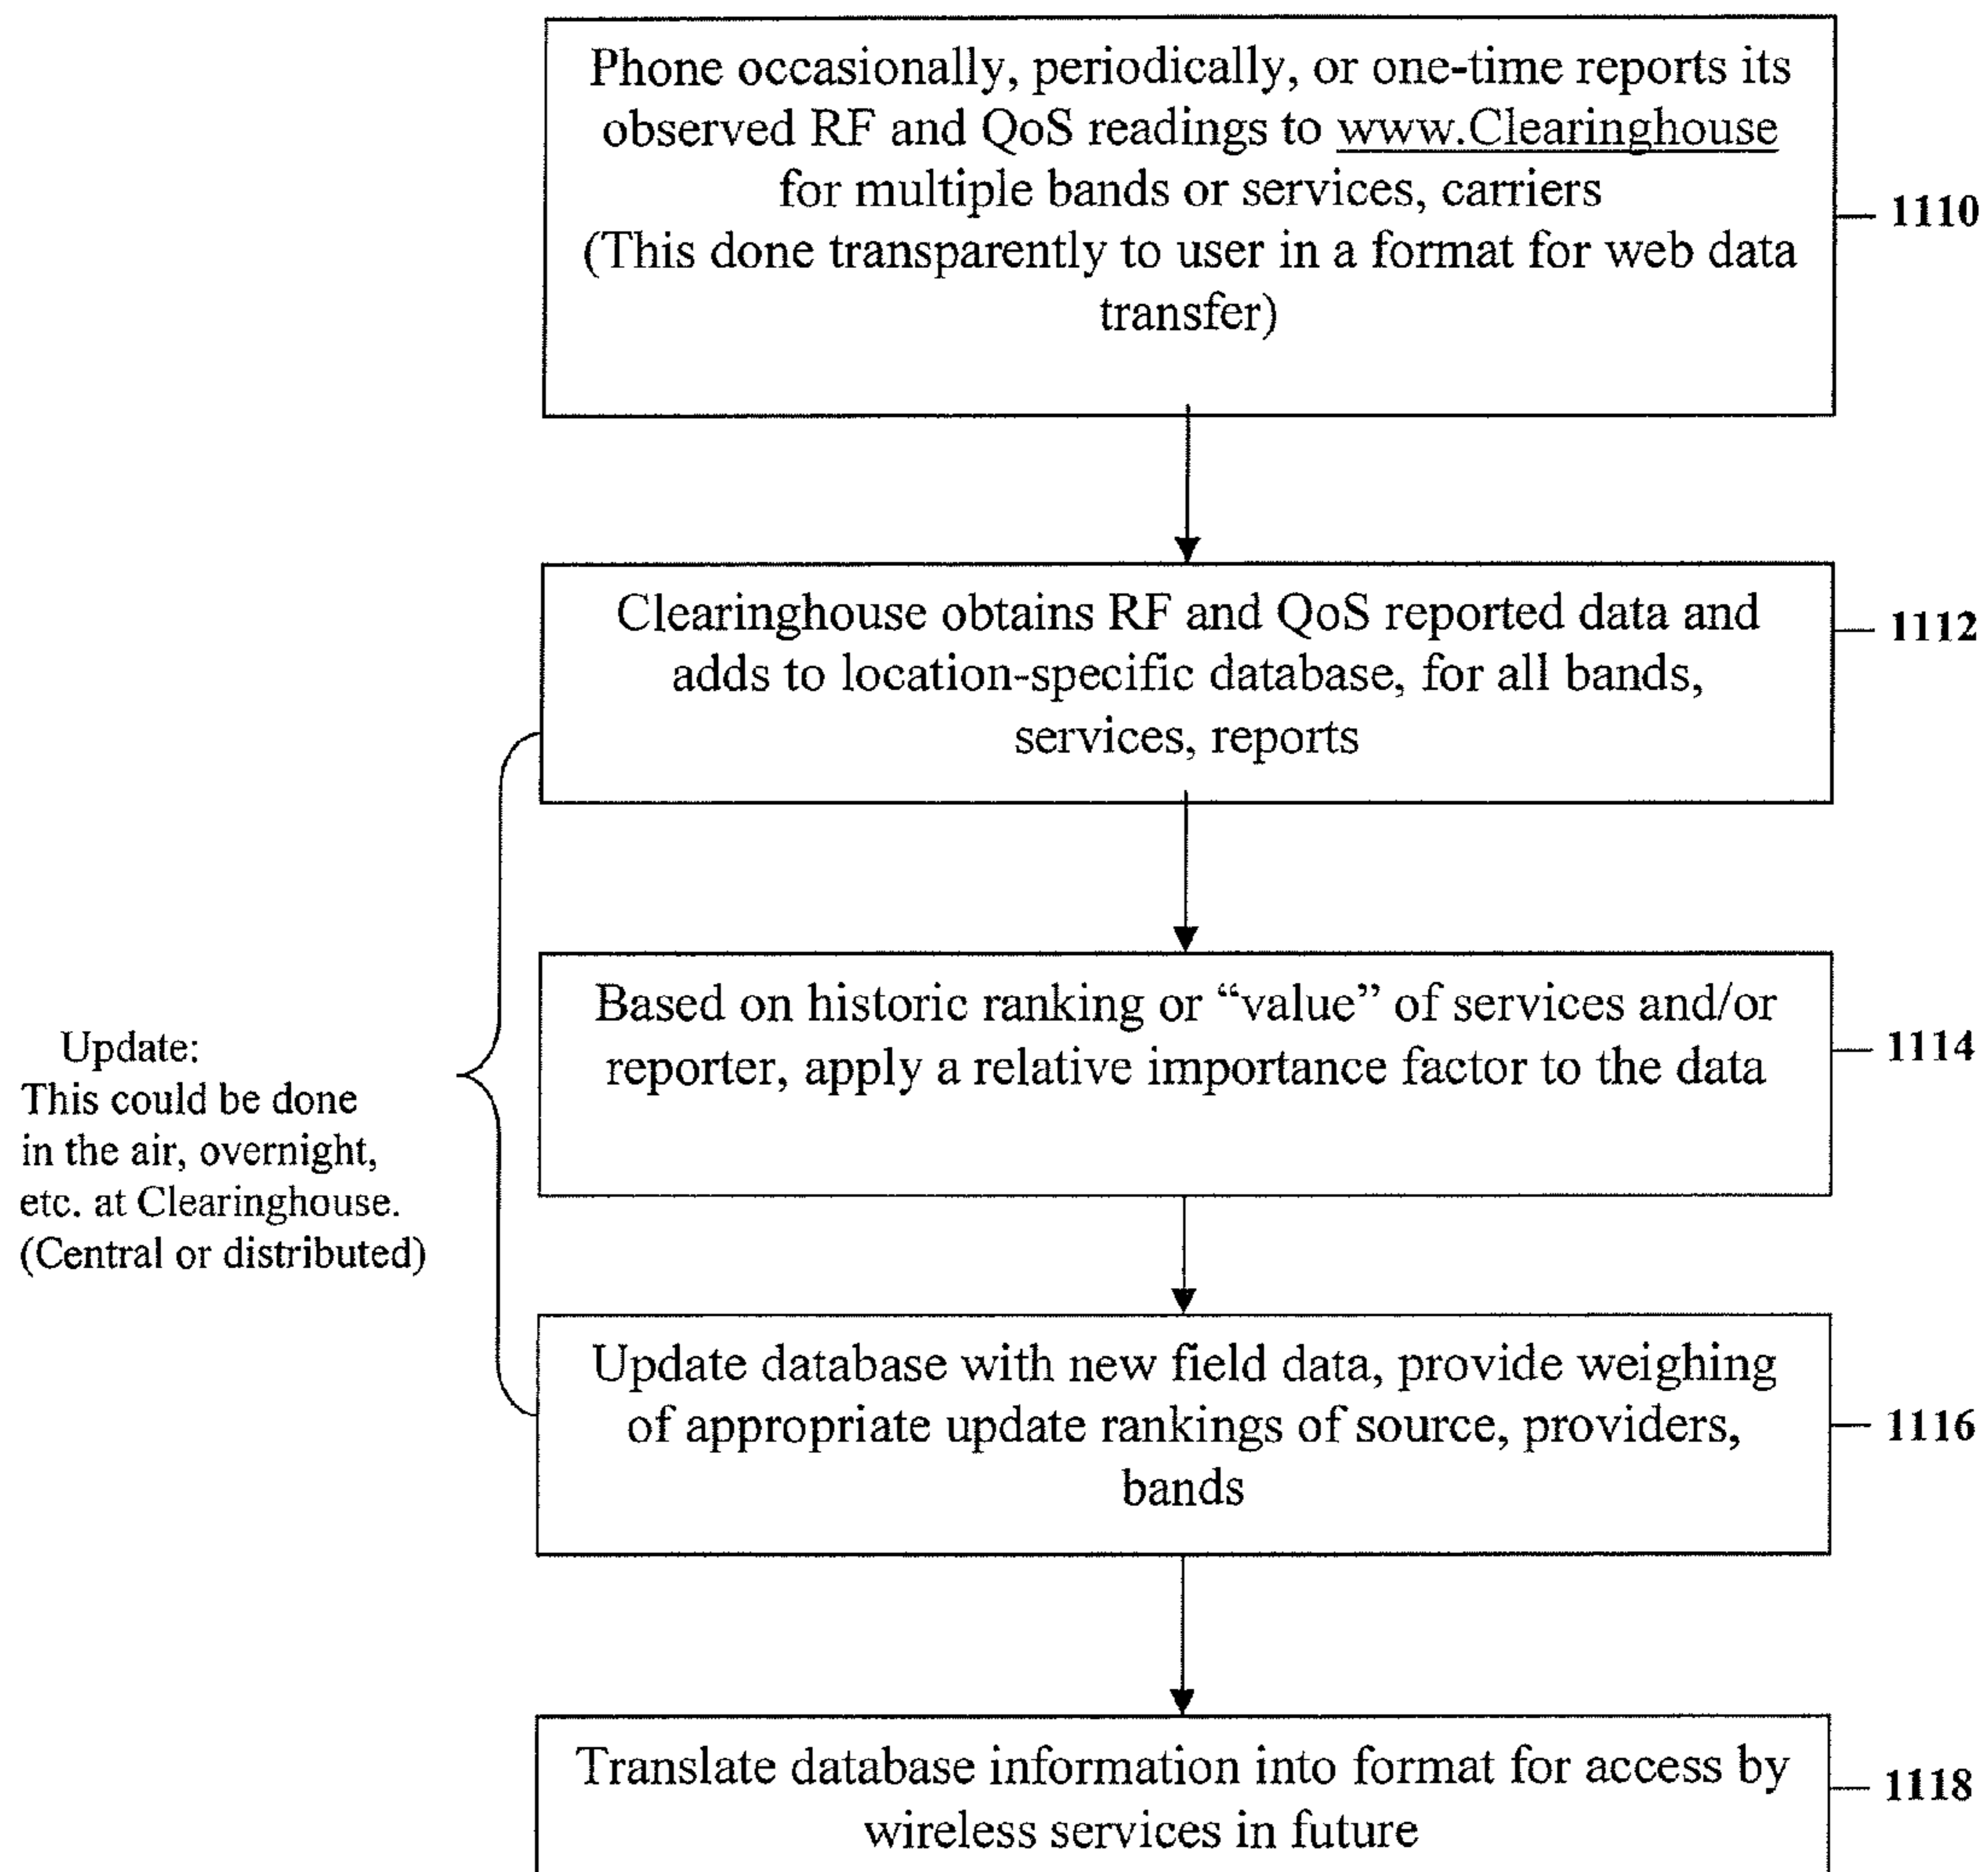 Phone occasionally, periodically, or one-time reports its
observed RF and QoS readings to www.Clearinghouse
for multiple bands or services, carriers
(This done transparently to user in a format for web data
transfer)
1110
Clearinghouse obtains RF and QoS reported data and
adds to location-specific database, for all bands,
services, reports
1112
Based on historic ranking or “value” of services and/or
reporter, apply a relative importance factor to the data
1114
Update:
This could be done
in the air, overnight,
etc. at Clearinghouse.
(Central or distributed)
Update database with new field data, provide weighing
of appropriate update rankings of source, providers,
bands
1116
Translate database information into format for access by
wireless services in future
1118